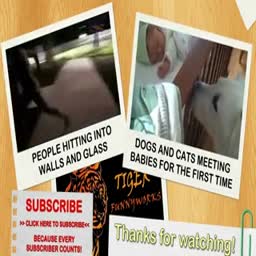 PEOPLE HITTING INTO
WALLS AND GLASS
DOGS AND CATS MEETING
BABIES FOR THE FIRST TIME
SUBSCRIBE
>> CLICK HERE TO SUBSCRIBE <<
BECAUSE EVERY
SUBSCRIBER COUNTS!
TIGER
FUNNYWORKS
Thanks for watching!